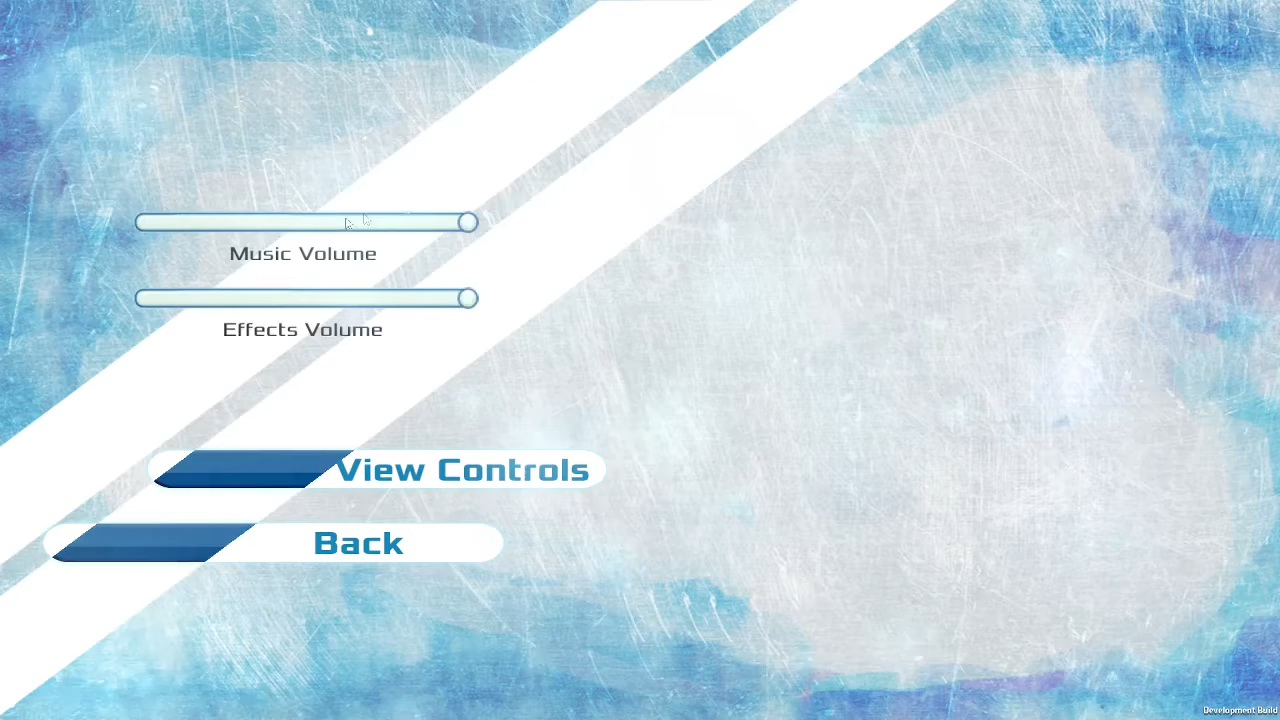 Music Volume
Effects Volume
View Controls
Back
Development Build